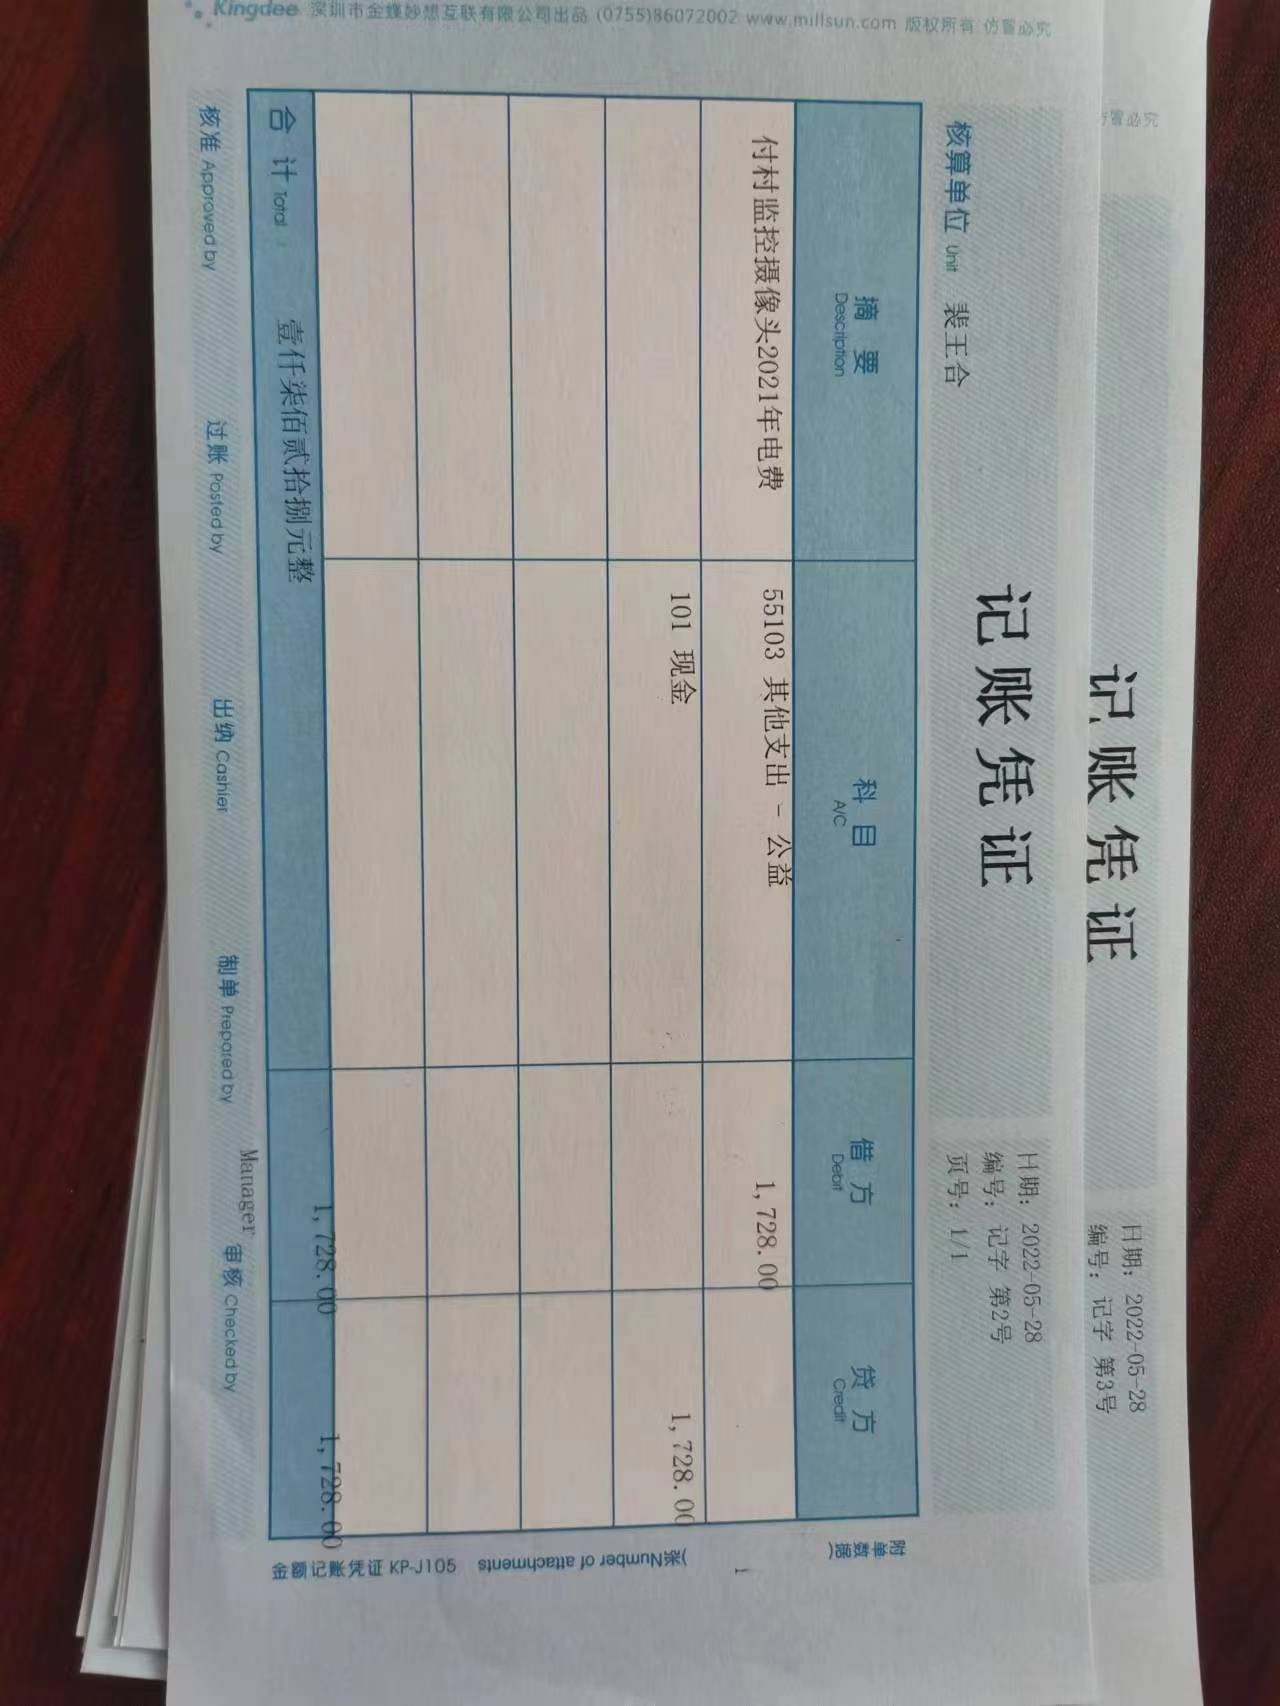 记账凭证
日期: 2022-05-28
编号: 记字 第3号
冒必究
记账凭证
日期: 2022-05-28
编号: 记字 第2号
页号: 1/1
核算单位 Unit 裴王合
摘要 科目 借方 贷方
Description A/C Debit Credit
付村监控摄像头2021年电费 55103 其他支出 - 公益 1,728.00
101 现金 1,728.00
合计 Total 壹仟柒佰贰拾捌元整 1,728.00 1,728.00
核准 Approved by 过账 Posted by 出纳 Cashier 制单 Prepared by Manager 审核 Checked by
附单数据(
1
)张Number of attachments
金额记账凭证 KP-J105
Kingdee 深圳市金蝶妙想互联有限公司出品 (0755)86072002 www.millsun.com 版权所有 仿冒必究